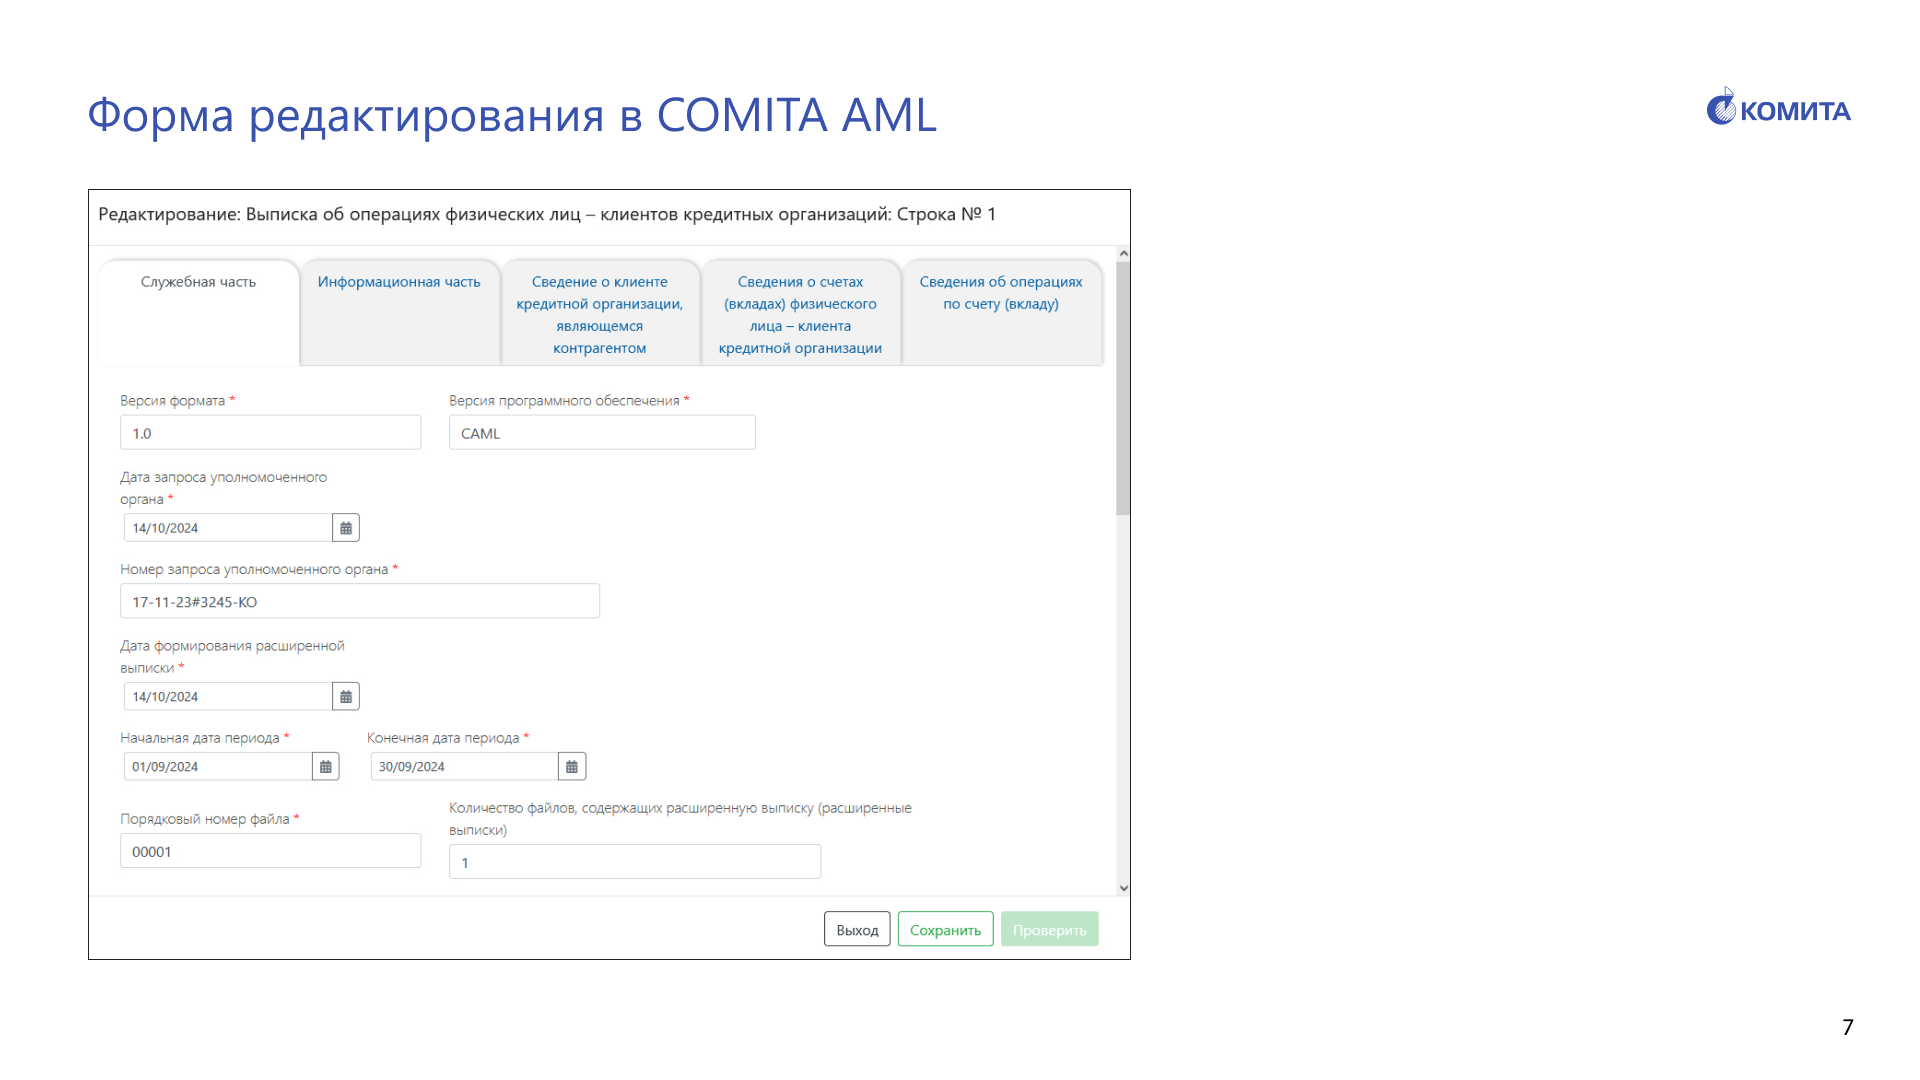 Форма редактирования в COMITA AML
КОМИТА
Редактирование: Выписка об операциях физических лиц – клиентов кредитных организаций: Строка № 1
Служебная часть
Информационная часть
Сведение о клиенте
кредитной организации,
являющемся
контрагентом
Сведения о счетах
(вкладах) физического
лица – клиента
кредитной организации
Сведения об операциях
по счету (вкладу)
Версия формата *
Версия программного обеспечения *
1.0
CAML
Дата запроса уполномоченного
органа *
14/10/2024
Номер запроса уполномоченного органа *
17-11-23#3245-КО
Дата формирования расширенной
выписки *
14/10/2024
Начальная дата периода *
Конечная дата периода *
01/09/2024
30/09/2024
Порядковый номер файла *
00001
Количество файлов, содержащих расширенную выписку (расширенные
выписки)
1
Выход
Сохранить
Проверить
7